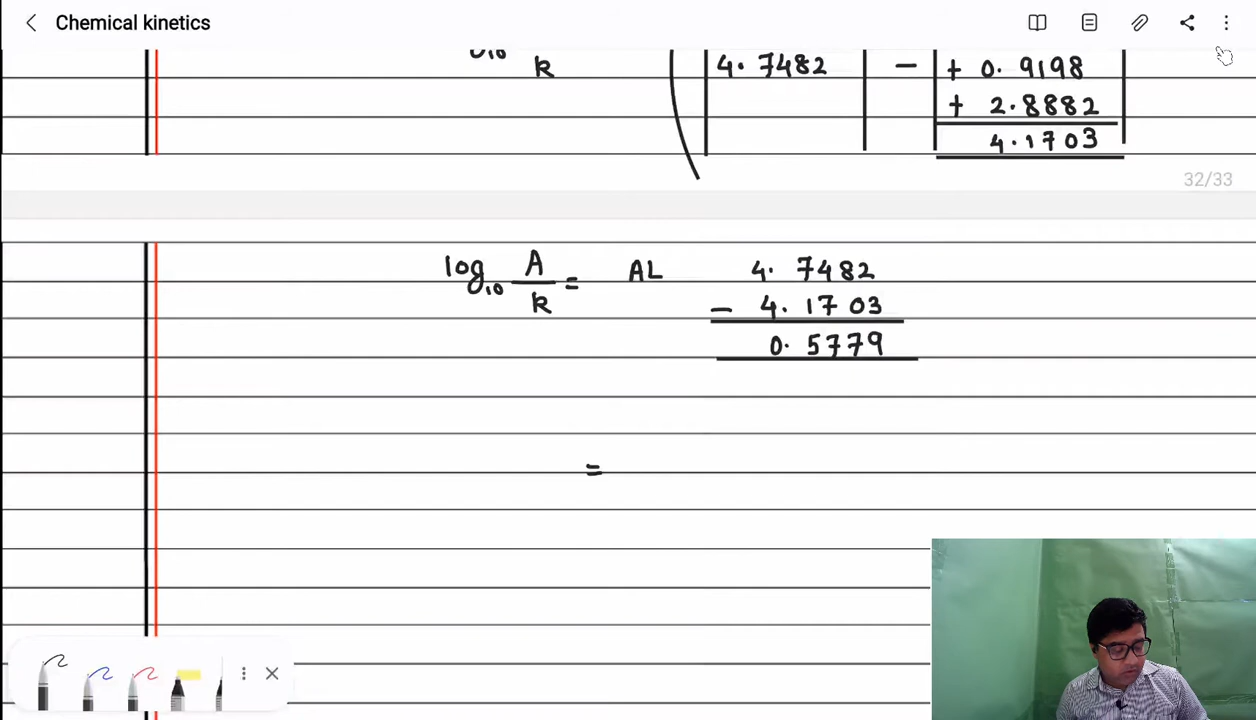 Chemical kinetics
k
4.7482 - + 0.9198
+ 2.8882
4.1703
32/33
log10 A/k = AL 4.7482
- 4.1703
0.5779
=